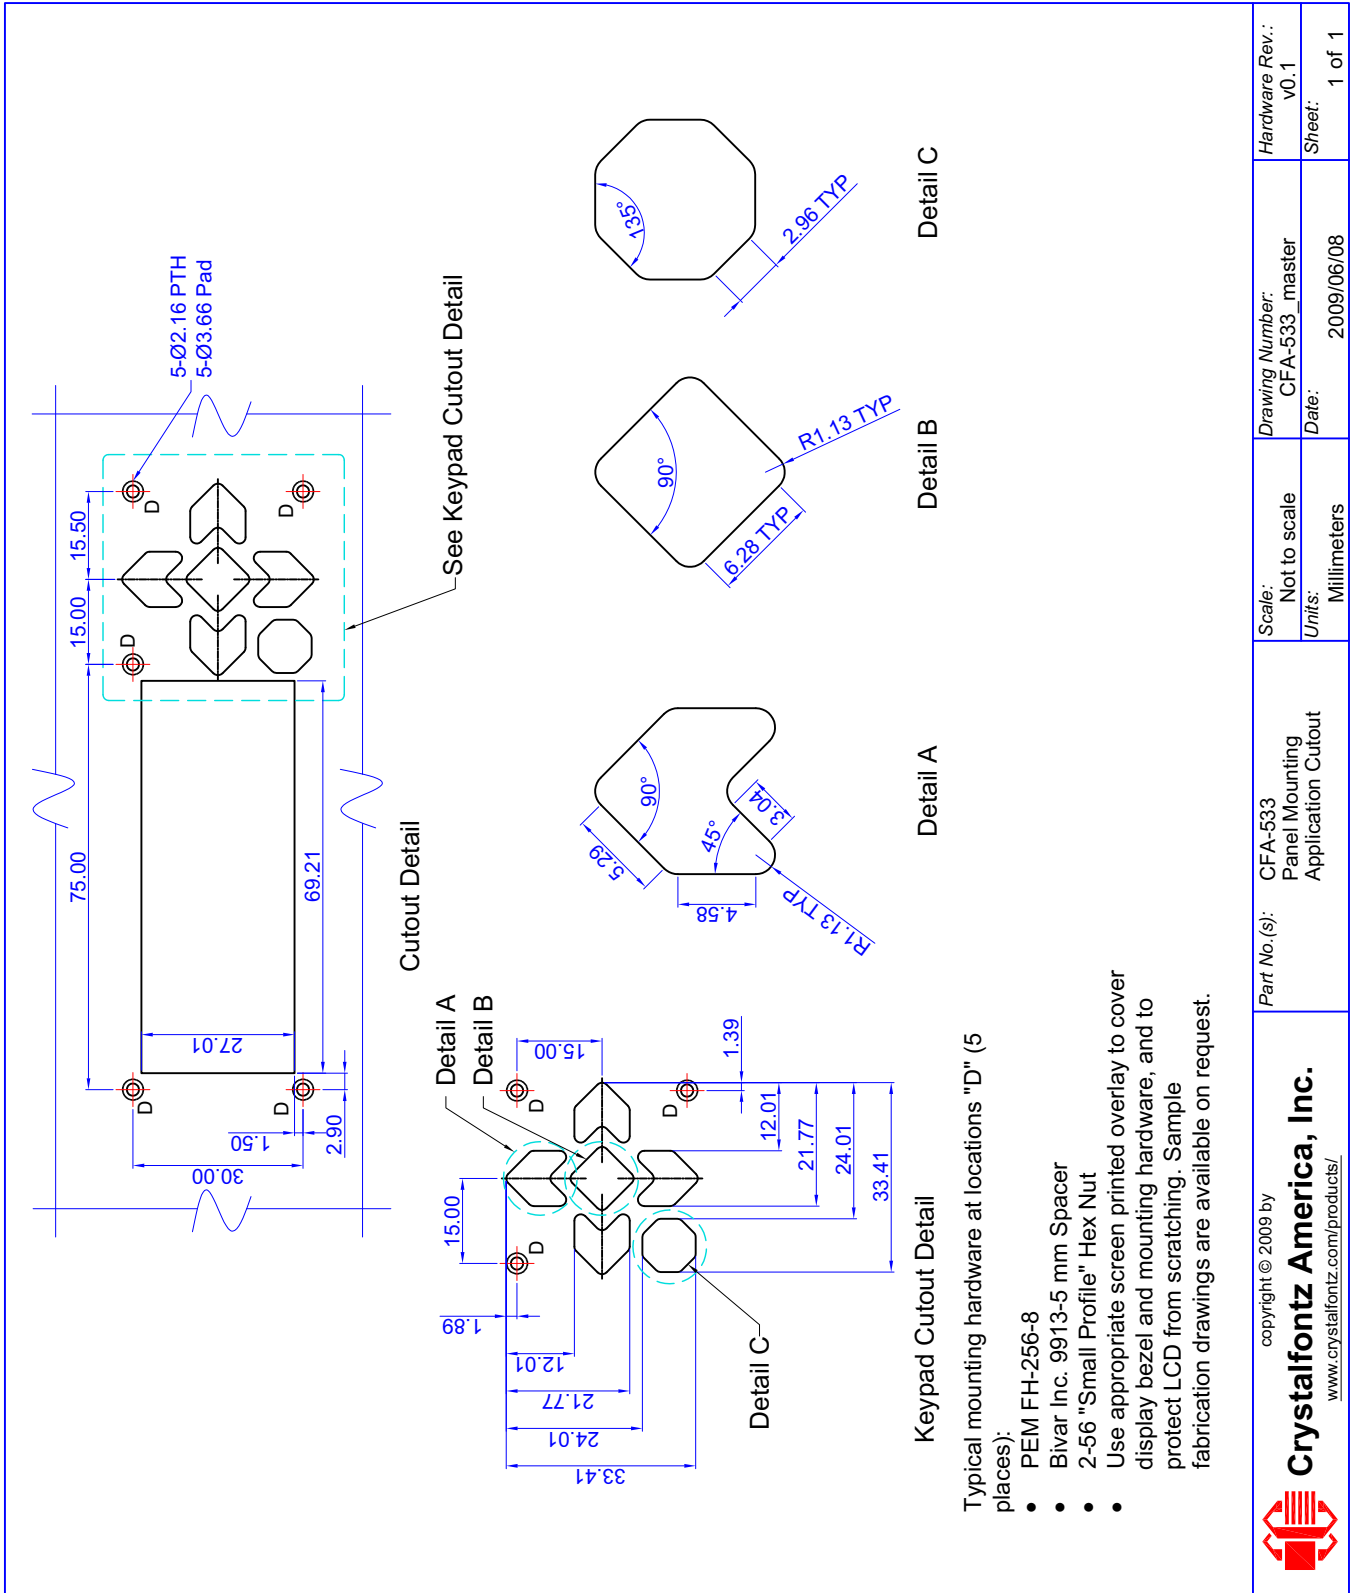 5-Ø2.16 PTH
5-Ø3.66 Pad
75.00
15.00
15.50
D
D
D
D
D
27.01
69.21
30.00
1.50
2.90
See Keypad Cutout Detail
Cutout Detail
Detail A
Detail B
15.00
15.00
D
D
D
1.89
12.01
21.77
24.01
33.41
1.39
12.01
21.77
24.01
33.41
Detail C
Keypad Cutout Detail
5.29
90°
45°
3.04
4.58
R1.13 TYP
Detail A
90°
6.28 TYP
R1.13 TYP
Detail B
135°
2.96 TYP
Detail C
Typical mounting hardware at locations "D" (5
places):
• PEM FH-256-8
• Bivar Inc. 9913-5 mm Spacer
• 2-56 "Small Profile" Hex Nut
• Use appropriate screen printed overlay to cover
display bezel and mounting hardware, and to
protect LCD from scratching. Sample
fabrication drawings are available on request.
copyright © 2009 by
Crystalfontz America, Inc.
www.crystalfontz.com/products/
Part No.(s):
CFA-533
Panel Mounting
Application Cutout
Scale:
Not to scale
Units:
Millimeters
Drawing Number:
CFA-533_master
Date:
2009/06/08
Hardware Rev.:
v0.1
Sheet:
1 of 1